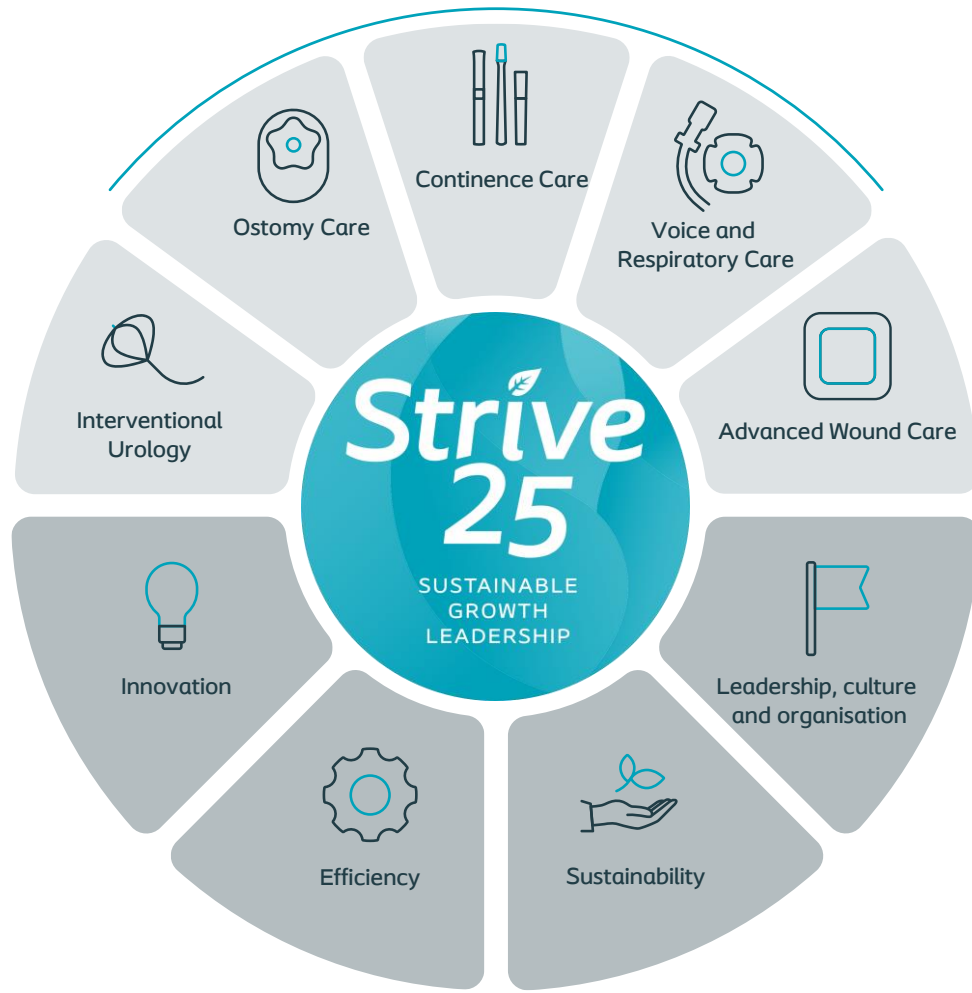 Continence Care
Ostomy Care
Voice and
Respiratory Care
Interventional
Urology
Advanced Wound Care
Strive
25
SUSTAINABLE
GROWTH
LEADERSHIP
Innovation
Leadership, culture
and organisation
Efficiency
Sustainability